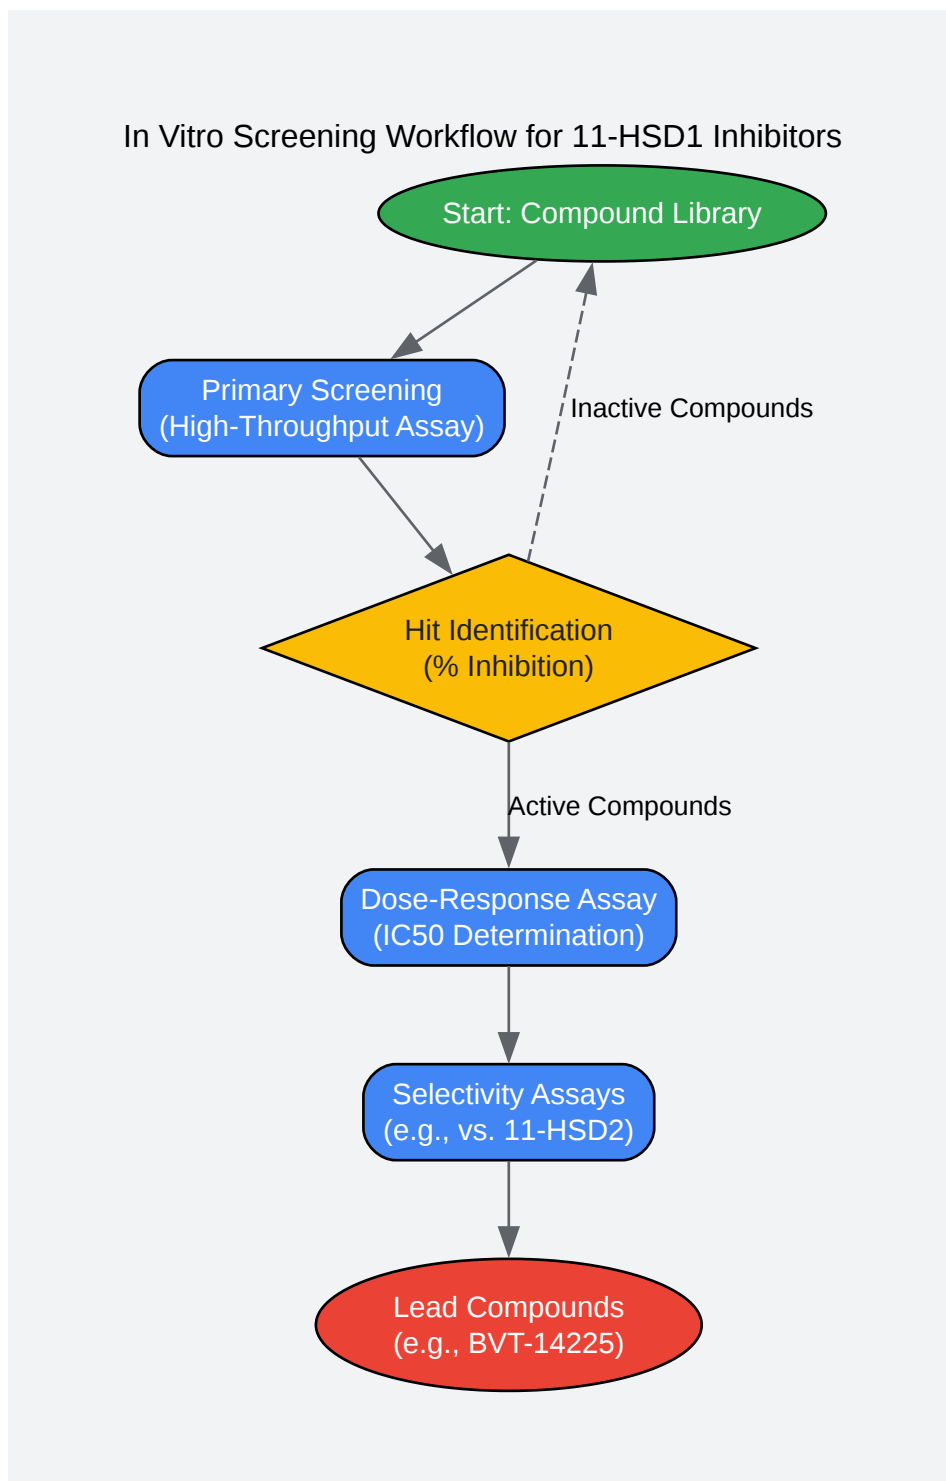 In Vitro Screening Workflow for 11-HSD1 Inhibitors
Start: Compound Library
Primary Screening
(High-Throughput Assay)
Inactive Compounds
Hit Identification
(% Inhibition)
Active Compounds
Dose-Response Assay
(IC50 Determination)
Selectivity Assays
(e.g., vs. 11-HSD2)
Lead Compounds
(e.g., BVT-14225)